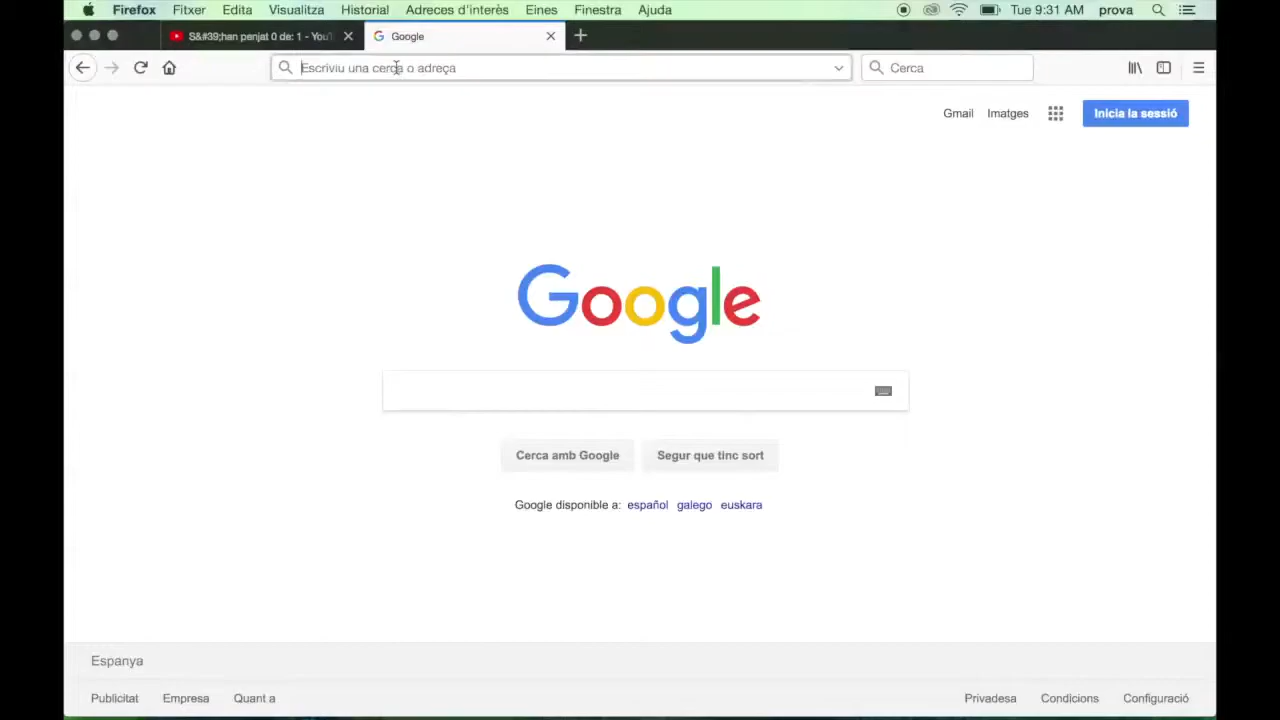 Firefox Fitxer Edita Visualitza Historial Adreces d'interès Eines Finestra Ajuda Tue 9:31 AM prova
S&#39;han penjat 0 de: 1 - YouT Google
Escriviu una cerca o adreça Cerca
Gmail Imatges Inicia la sessió
Google
Cerca amb Google Segur que tinc sort
Google disponible a: español galego euskara
Espanya
Publicitat Empresa Quant a Privadesa Condicions Configuració